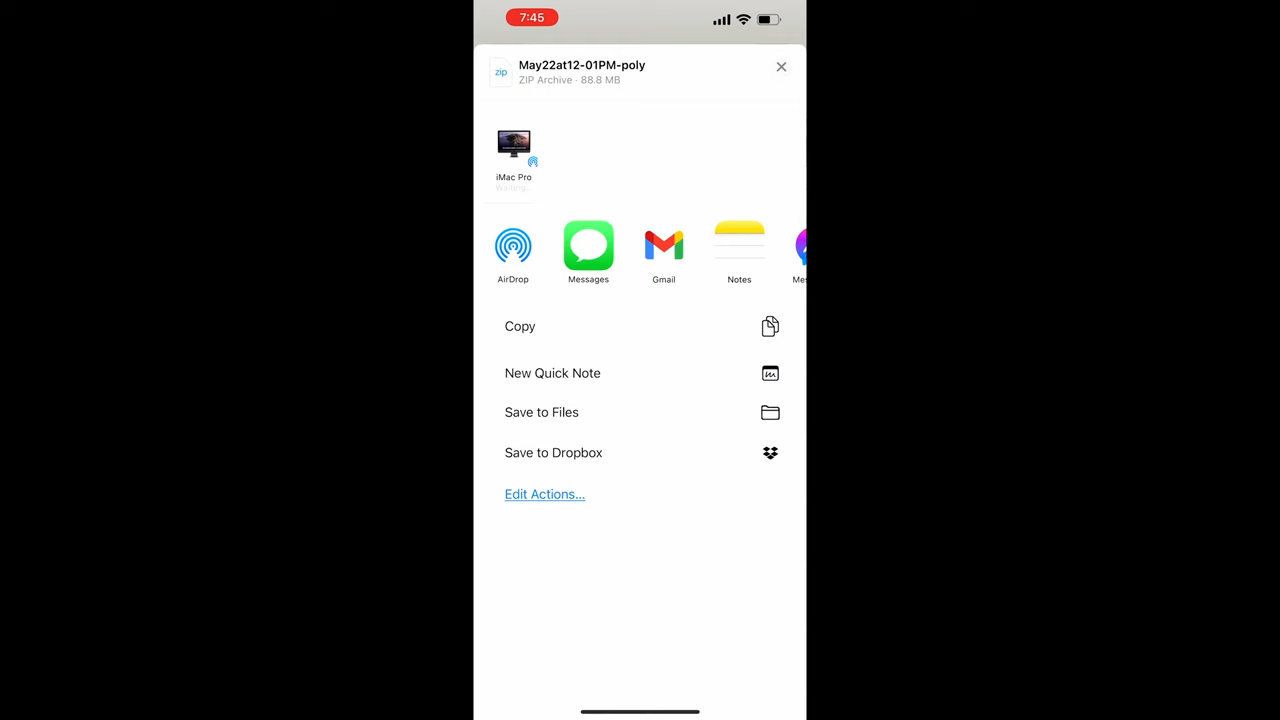 7:45
May22at12-01PM-poly
zip
ZIP Archive · 88.8 MB
iMac Pro
Waiting...
AirDrop
Messages
Gmail
Notes
Copy
New Quick Note
Save to Files
Save to Dropbox
Edit Actions...